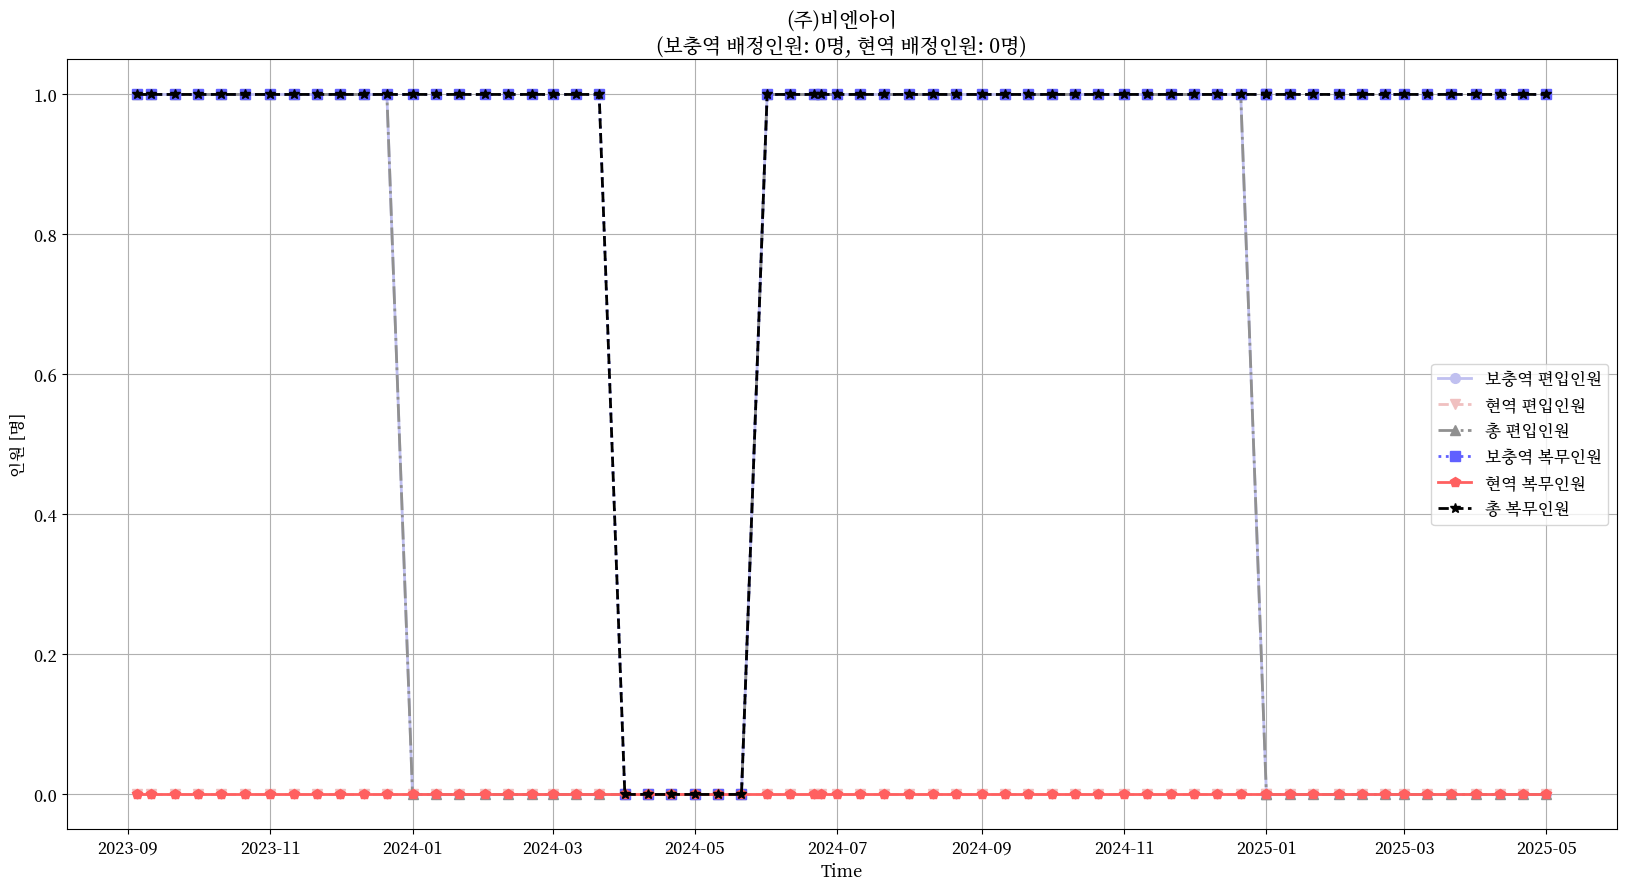 (주)비엔아이
(보충역 배정인원: 0명, 현역 배정인원: 0명)
인원 [명]
1.0
0.8
0.6
0.4
0.2
0.0
보충역 편입인원
현역 편입인원
총 편입인원
보충역 복무인원
현역 복무인원
총 복무인원
2023-09 2023-11 2024-01 2024-03 2024-05 2024-07 2024-09 2024-11 2025-01 2025-03 2025-05
Time